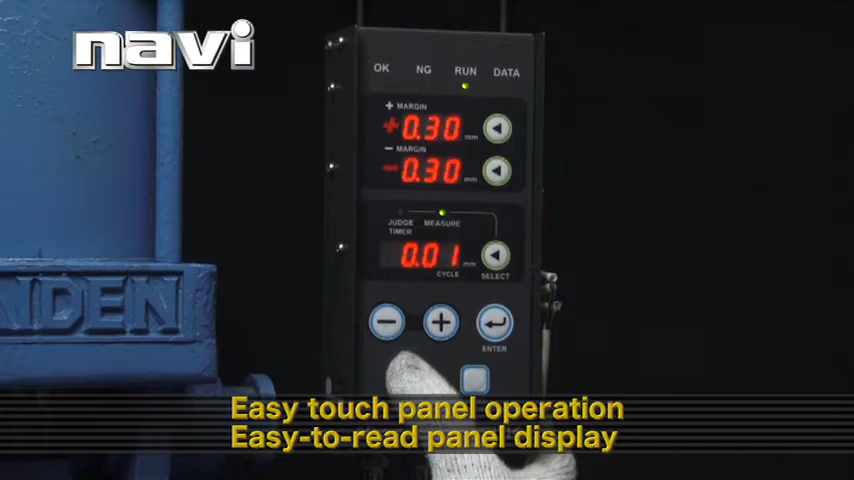 navi
OK NG RUN DATA
+ MARGIN
+0.30 mm
- MARGIN
-0.30 mm
JUDGE TIMER MEASURE
0.01 mm
CYCLE SELECT
- +
ENTER
AIDEN
Easy touch panel operation
Easy-to-read panel display